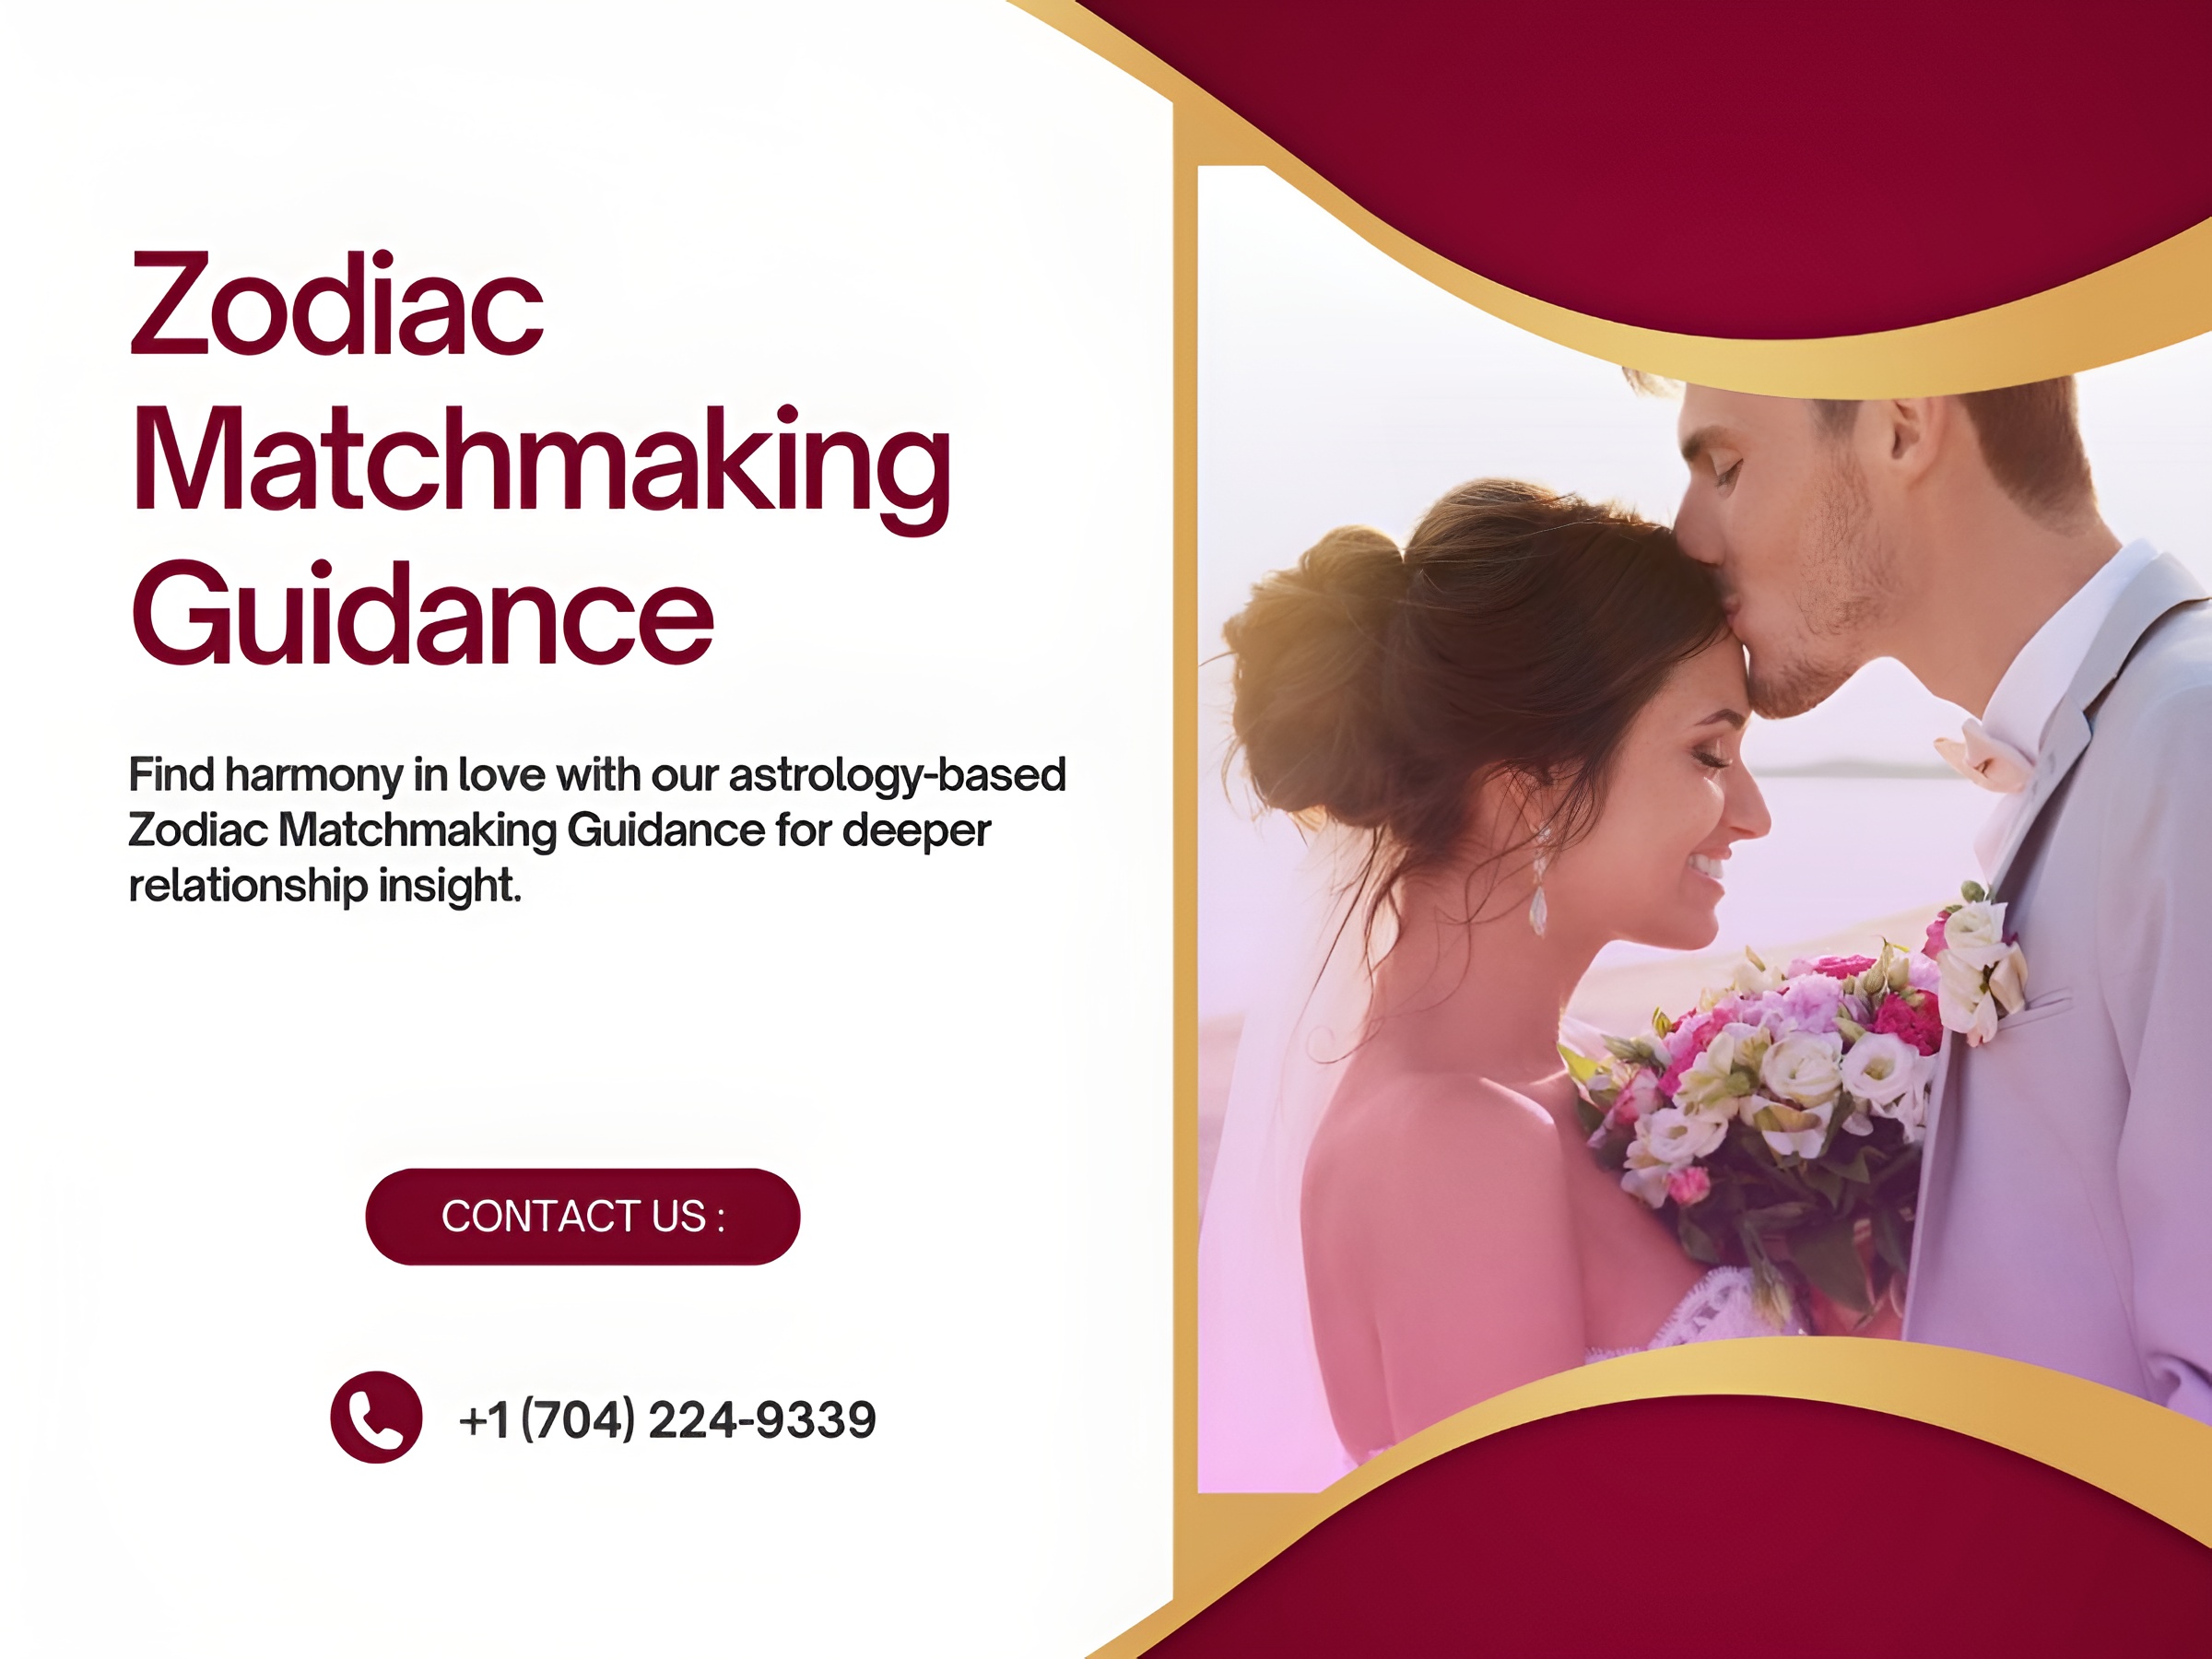 Zodiac
Matchmaking
Guidance
Find harmony in love with our astrology-based
Zodiac Matchmaking Guidance for deeper
relationship insight.
CONTACT US :
+1 (704) 224-9339